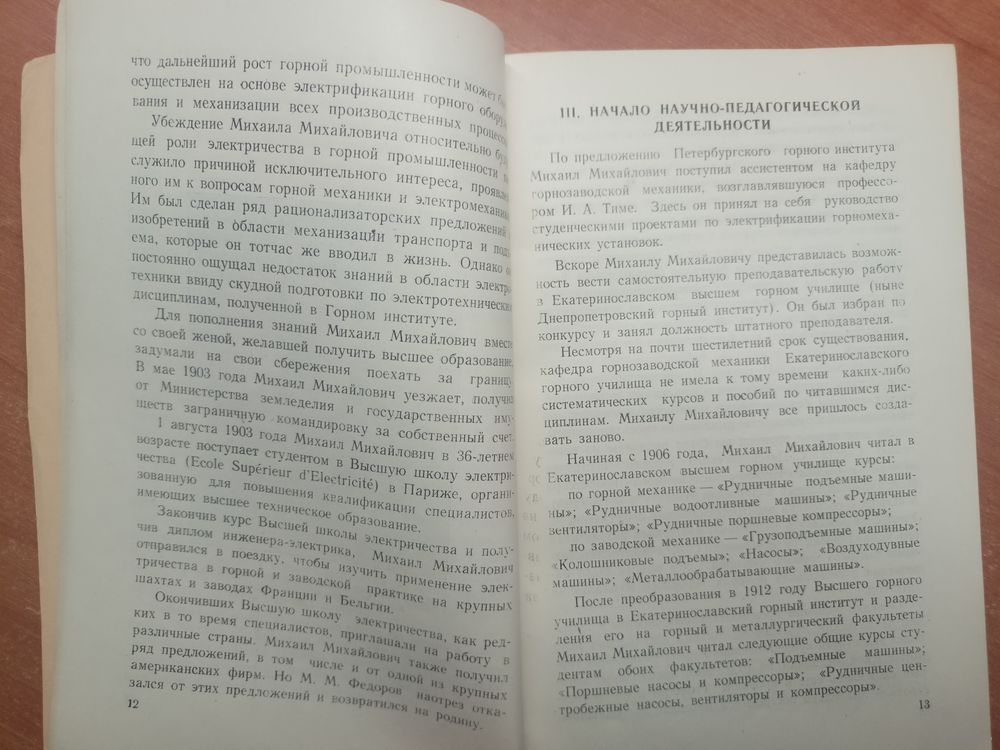 что дальнейший рост горной промышленности может бы
осуществлен на основе электрификации горного обору
вания и механизации всех производственных процессо
Убеждение Михаила Михайловича относительно бу
щей роли электричества в горной промышленности
служило причиной исключительного интереса, проявле
ного им к вопросам горной механики и электромехани
Им был сделан ряд рационализаторских предложений
изобретений в области механизации транспорта и под
ема, которые он тотчас же вводил в жизнь. Однако
постоянно ощущал недостаток знаний в области электро
техники ввиду скудной подготовки по электротехнически
дисциплинам, полученной в Горном институте.
Для пополнения знаний Михаил Михайлович вместе
со своей женой, желавшей получить высшее образование,
задумали на свои сбережения поехать за границу.
В мае 1903 года Михаил Михайлович уезжает, получив
от Министерства земледелия и государственных иму-
ществ заграничную командировку за собственный счет.
1 августа 1903 года Михаил Михайлович в 36-летнем
возрасте поступает студентом в Высшую школу электри-
чества (Ecole Supérieur d'Electricité) в Париже, органи-
зованную для повышения квалификации специалистов,
имеющих высшее техническое образование.
Закончив курс Высшей школы электричества и полу-
чив диплом инженера-электрика, Михаил Михайлович
отправился в поездку, чтобы изучить применение элек-
тричества в горной и заводской практике на крупных
шахтах и заводах Франции и Бельгии.
Окончивших Высшую школу электричества, как ред-
ких в то время специалистов, приглашали на работу в
различные страны. Михаил Михайлович также получил
ряд предложений, в том числе и от одной из крупных
американских фирм. Но М. М. Федоров наотрез отка-
зался от этих предложений и возвратился на родину.
12
III. НАЧАЛО НАУЧНО-ПЕДАГОГИЧЕСКОЙ
ДЕЯТЕЛЬНОСТИ
По предложению Петербургского горного института
Михаил Михайлович поступил ассистентом на кафедру
горнозаводской механики, возглавлявшуюся профессо-
ром И. А. Тиме. Здесь он принял на себя руководство
студенческими проектами по электрификации горномеха-
нических установок.
Вскоре Михаилу Михайловичу представилась возмож-
ность вести самостоятельную преподавательскую работу
в Екатеринославском высшем горном училище (ныне
Днепропетровский горный институт). Он был избран по
конкурсу и занял должность штатного преподавателя.
Несмотря на почти шестилетний срок существования,
кафедра горнозаводской механики Екатеринославского
горного училища не имела к тому времени каких-либо
систематических курсов и пособий по читавшимся дис-
циплинам. Михаилу Михайловичу все пришлось созда-
вать заново.
Начиная с 1906 года, Михаил Михайлович читал в
Екатеринославском высшем горном училище курсы:
по горной механике — «Рудничные подъемные маши-
ны»; «Рудничные водоотливные машины»; «Рудничные
вентиляторы»; «Рудничные поршневые компрессоры»;
по заводской механике — «Грузоподъемные машины»;
«Колошниковые подъемы»; «Насосы»; «Воздуходувные
машины»; «Металлообрабатывающие машины».
После преобразования в 1912 году Высшего горного
училища в Екатеринославский горный институт и разде-
ления его на горный и металлургический факультеты
Михаил Михайлович читал следующие общие курсы сту-
дентам обоих факультетов: «Подъемные машины»;
«Поршневые насосы и компрессоры»; «Рудничные цен-
тробежные насосы, вентиляторы и компрессоры».
13